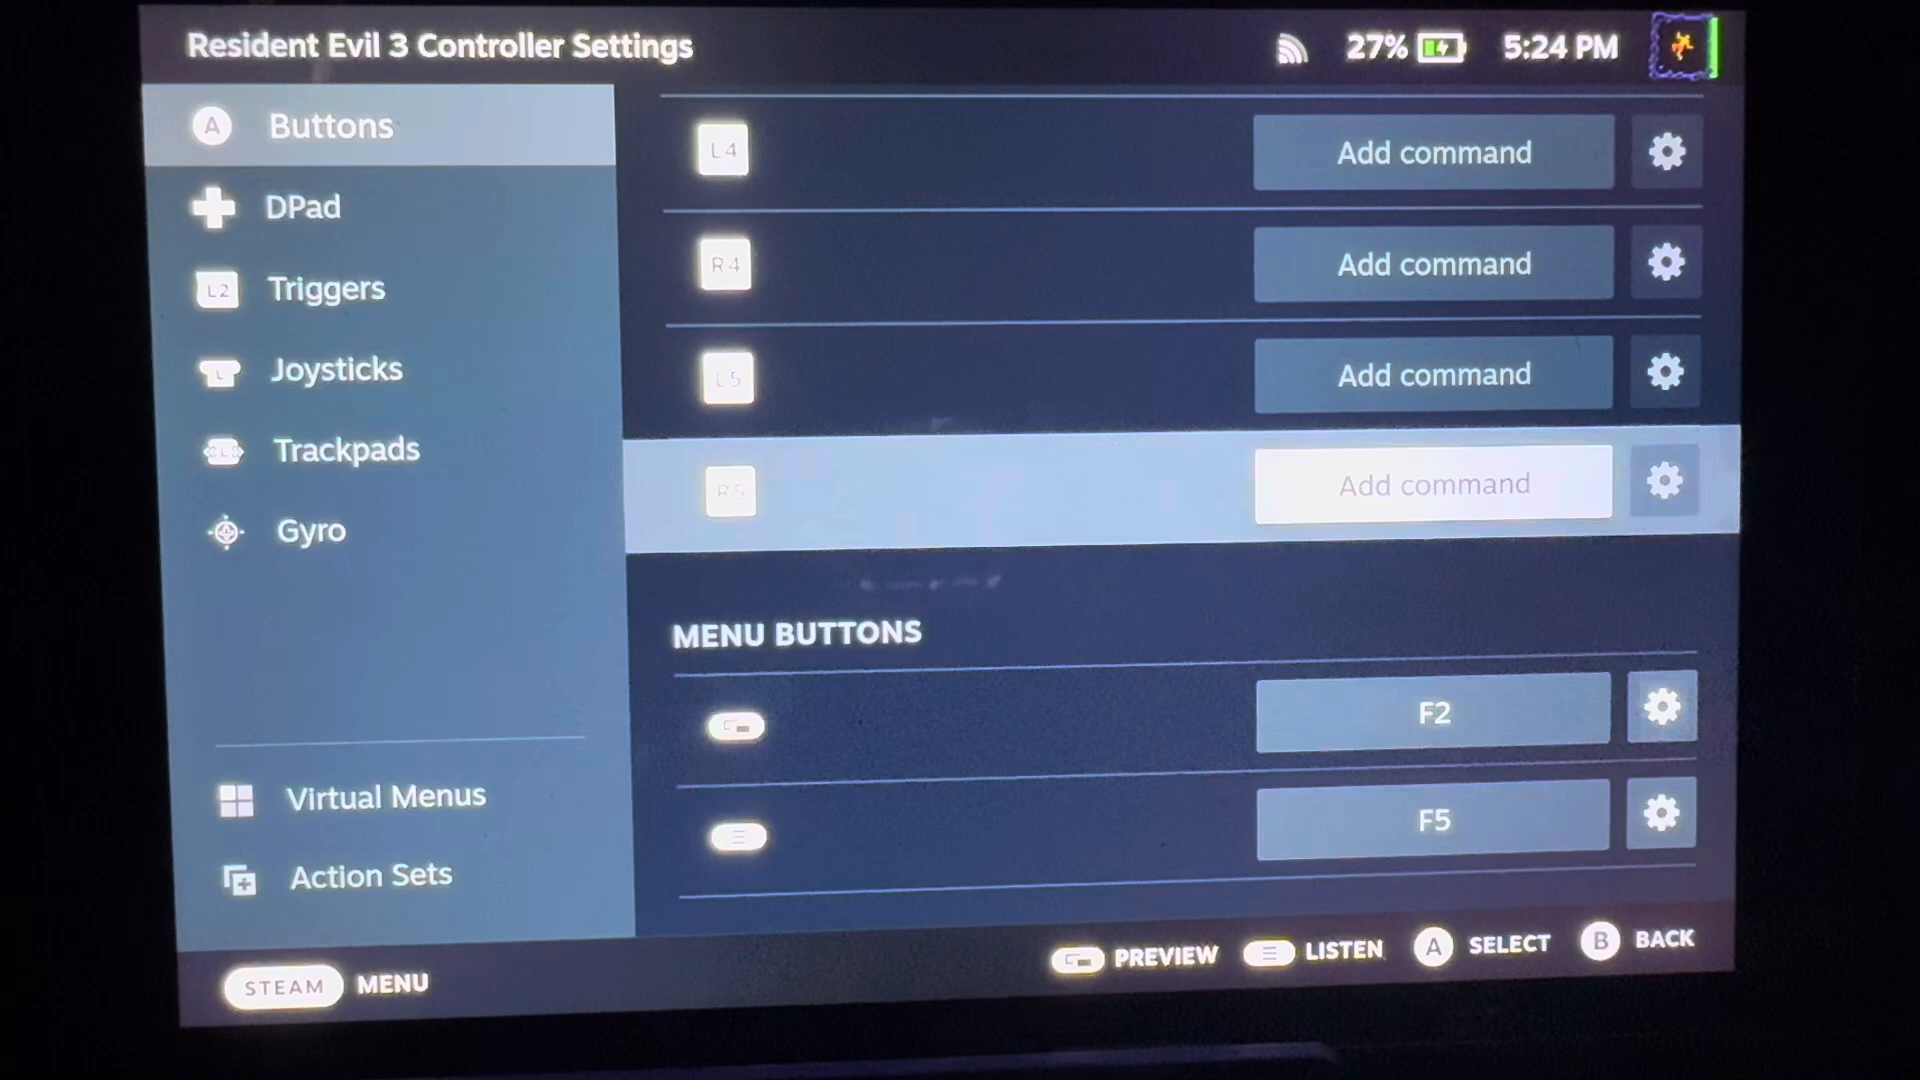 Resident Evil 3 Controller Settings
27%
5:24 PM
A Buttons
DPad
L2 Triggers
L Joysticks
Trackpads
Gyro
Virtual Menus
Action Sets
L4 Add command
R4 Add command
L5 Add command
R5 Add command
MENU BUTTONS
F2
F5
STEAM MENU
PREVIEW
LISTEN
A SELECT
B BACK